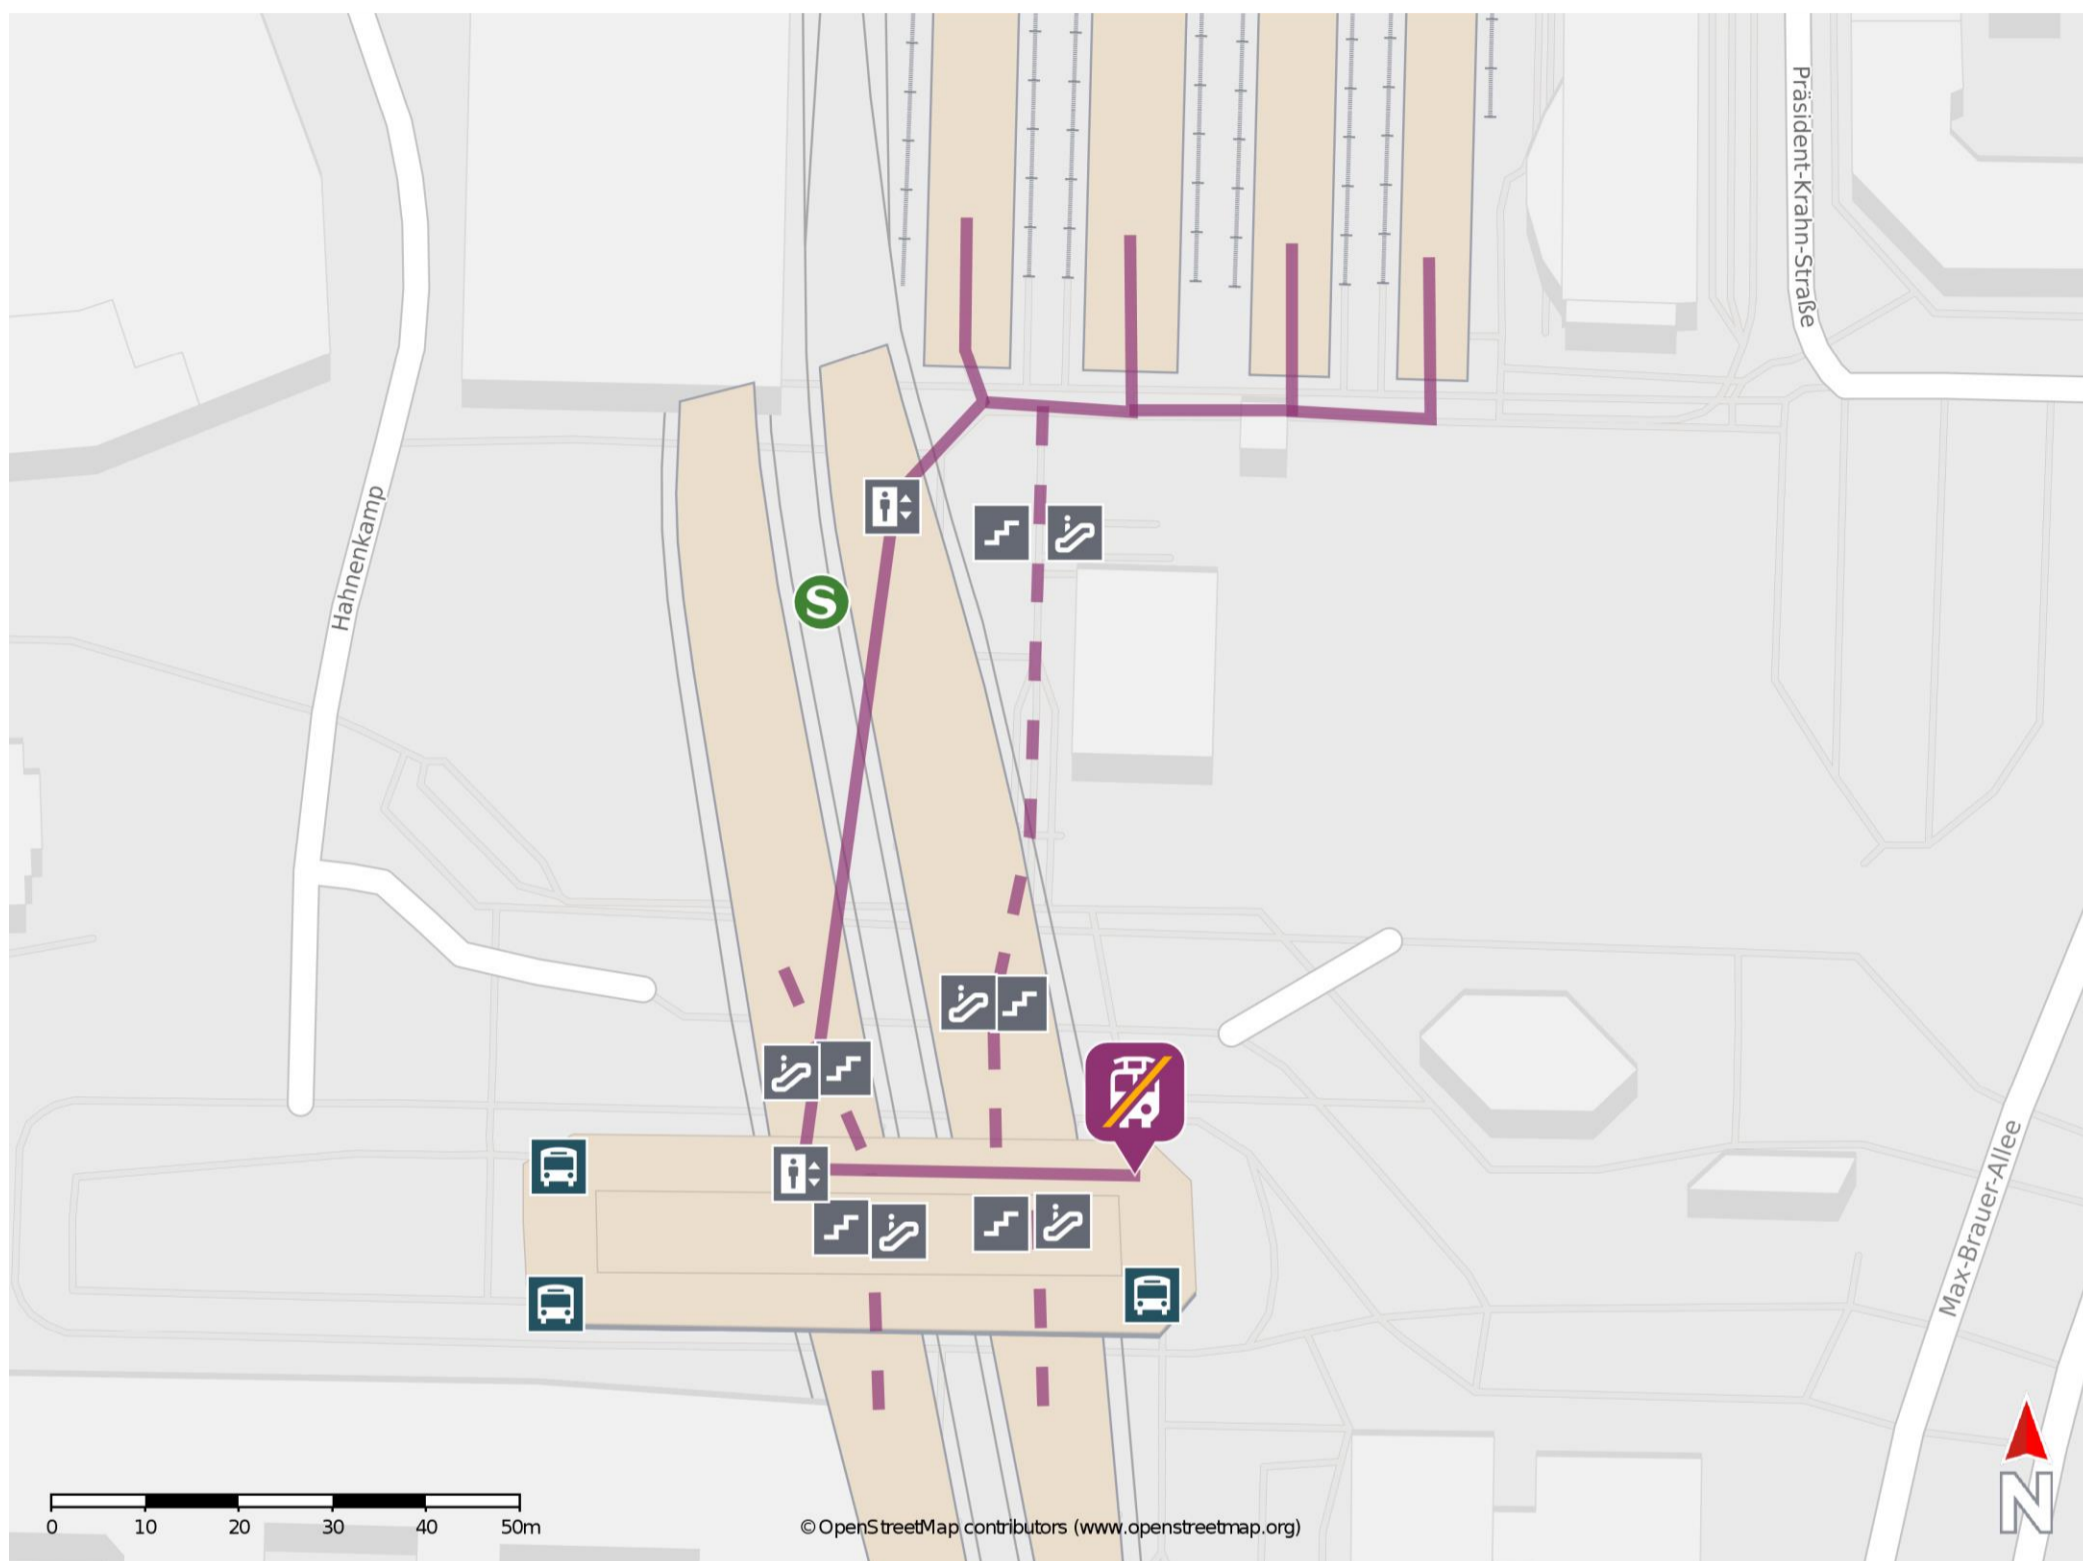 Präsident-Krahn-Straße
Hahnenkamp
S
Max-Brauer-Allee
0 10 20 30 40 50m
© OpenStreetMap contributors (www.openstreetmap.org)
N